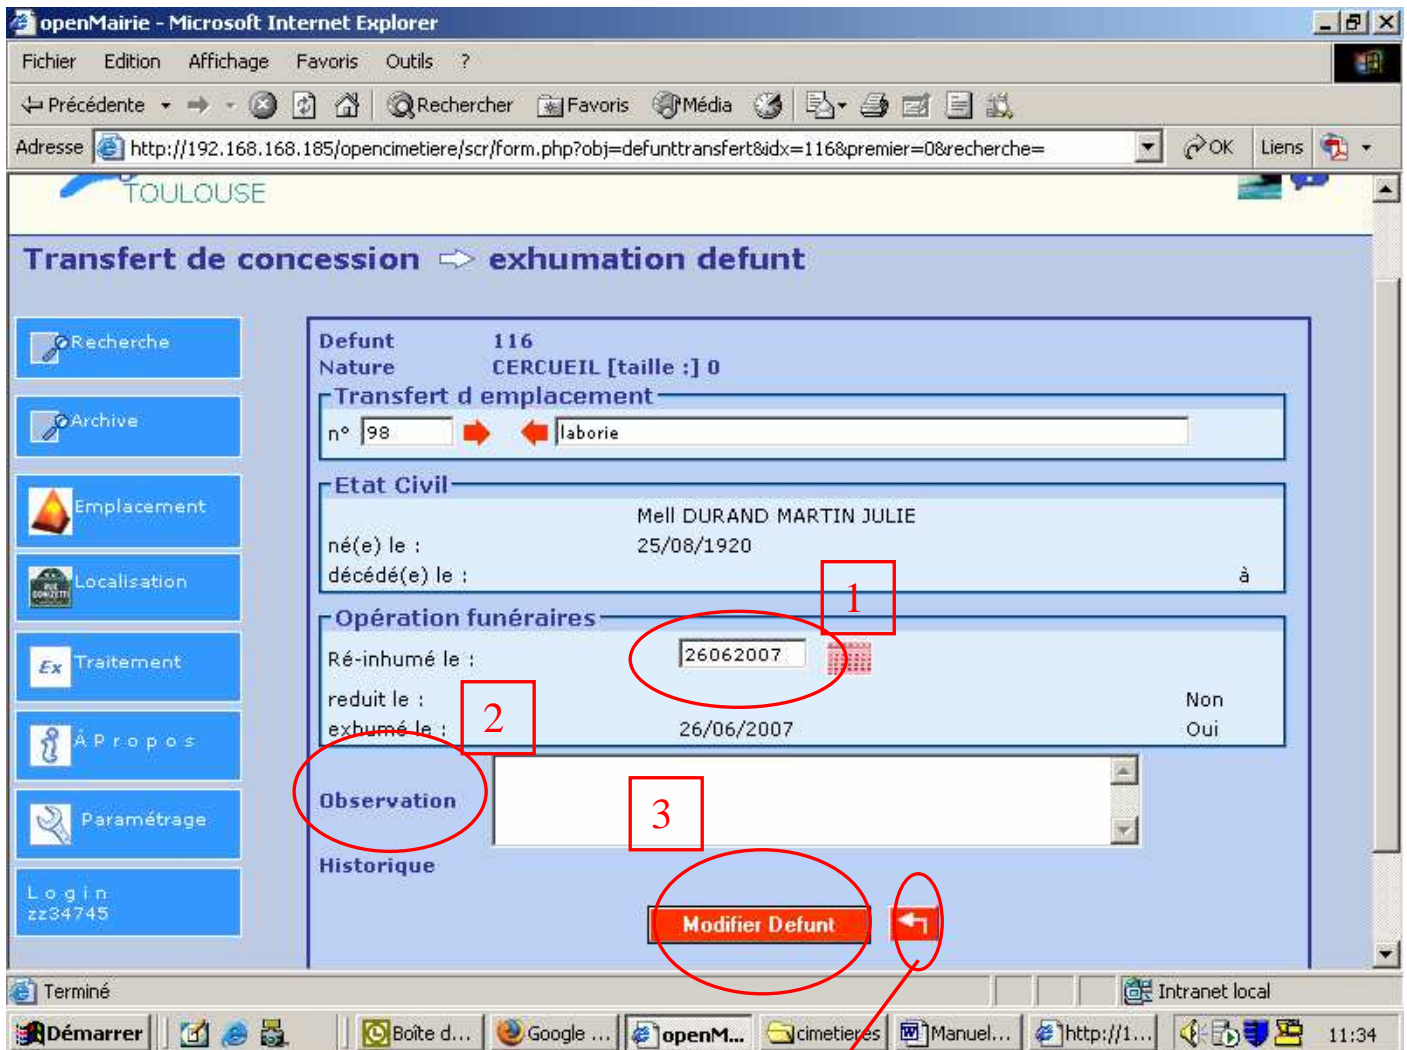 openMairie - Microsoft Internet Explorer
Fichier Edition Affichage Favoris Outils ?
Précédente Rechercher Favoris Média
Adresse http://192.168.168.185/opencimetiere/scr/form.php?obj=defunttransfert&idx=116&premier=0&recherche= OK Liens
TOULOUSE
Transfert de concession exhumation defunt
Recherche
Archive
Emplacement
RUE DONIZETTI Localisation
Ex Traitement
À P r o p o s
Paramétrage
L o g i n
zz34745
Defunt 116
Nature CERCUEIL [taille :] 0
Transfert d emplacement
n° 98 laborie
Etat Civil
Mell DURAND MARTIN JULIE
né(e) le : 25/08/1920
décédé(e) le : à
1
Opération funéraires
Ré-inhumé le : 26062007
reduit le : Non
2
exhumé le : 26/06/2007 Oui
Observation
3
Historique
Modifier Defunt
Terminé Intranet local
Démarrer Boîte d... Google ... openM... cimetieres Manuel... http://1... 11:34